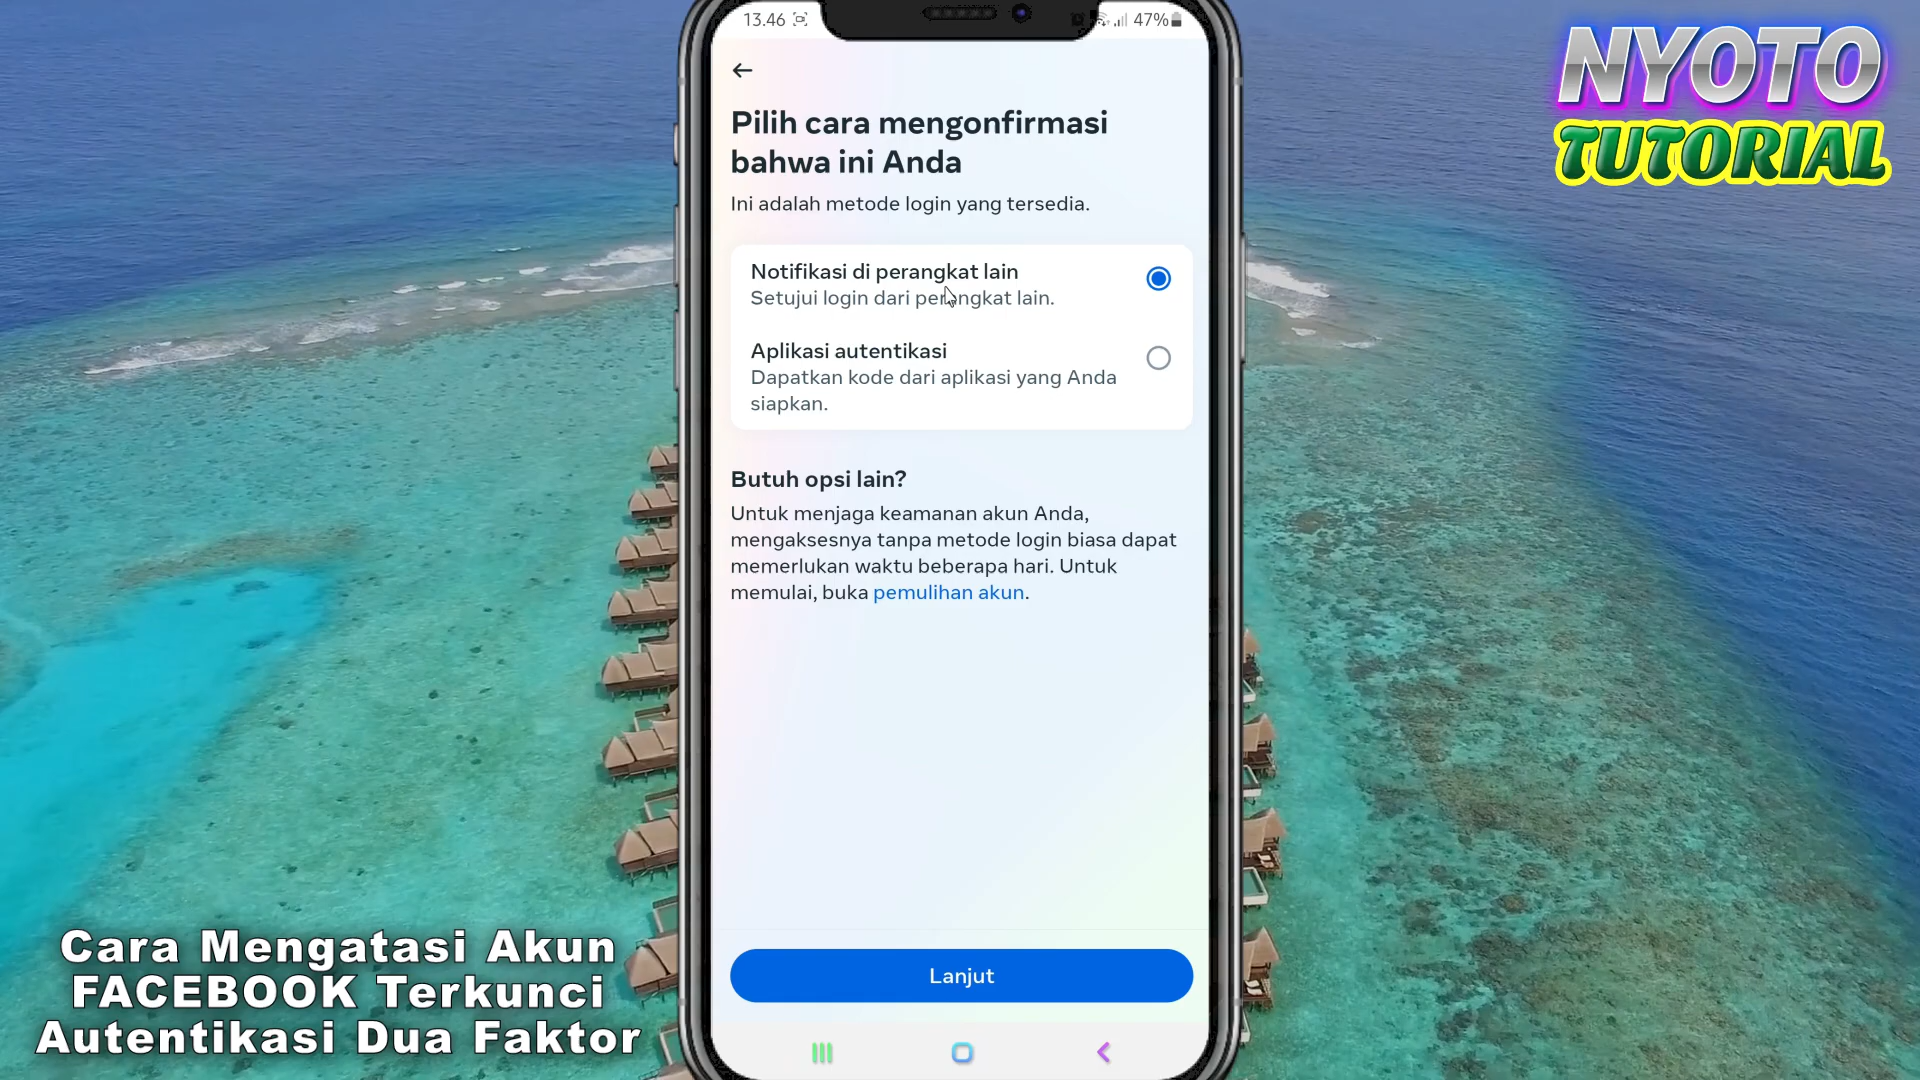 13.46
47%
NYOTO
TUTORIAL
Pilih cara mengonfirmasi
bahwa ini Anda
Ini adalah metode login yang tersedia.
Notifikasi di perangkat lain
Setujui login dari perangkat lain.
Aplikasi autentikasi
Dapatkan kode dari aplikasi yang Anda
siapkan.
Butuh opsi lain?
Untuk menjaga keamanan akun Anda,
mengaksesnya tanpa metode login biasa dapat
memerlukan waktu beberapa hari. Untuk
memulai, buka pemulihan akun.
Lanjut
Cara Mengatasi Akun
FACEBOOK Terkunci
Autentikasi Dua Faktor